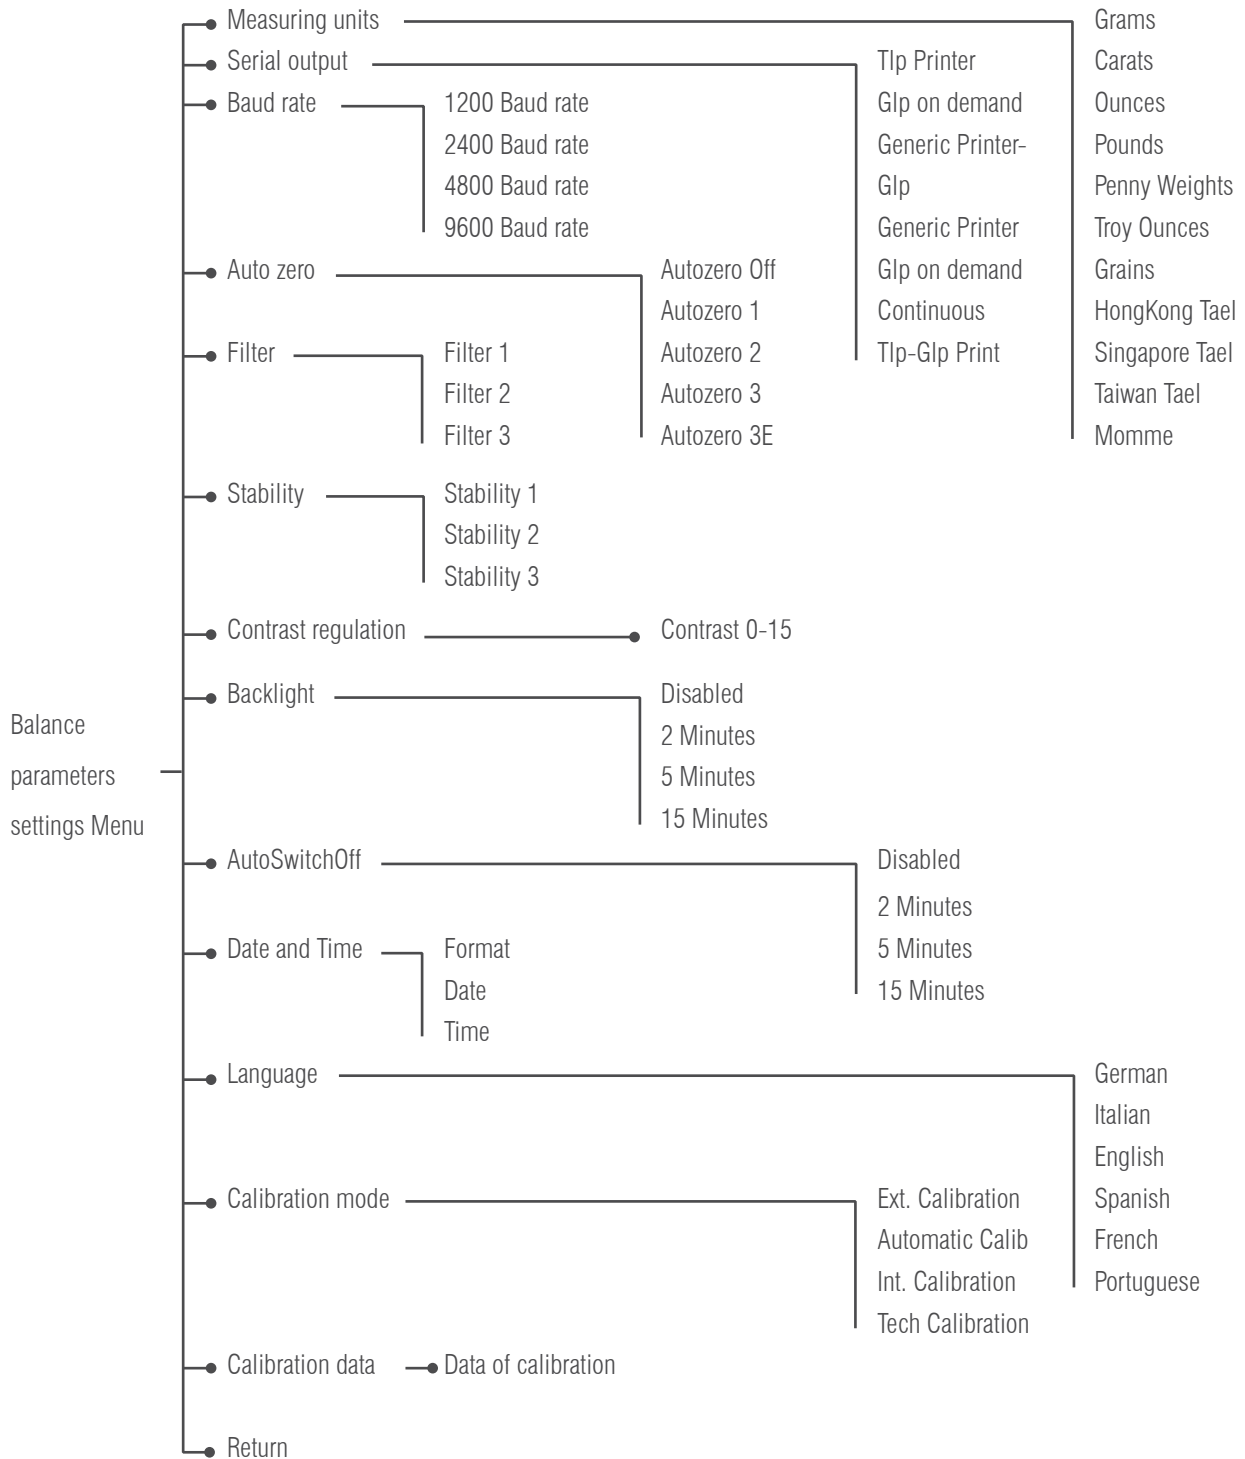 Balance
parameters
settings Menu
Measuring units
Grams
Carats
Ounces
Pounds
Penny Weights
Troy Ounces
Grains
HongKong Tael
Singapore Tael
Taiwan Tael
Momme
Serial output
Tlp Printer
Glp on demand
Generic Printer-
Glp
Generic Printer
Glp on demand
Continuous
Tlp-Glp Print
Baud rate
1200 Baud rate
2400 Baud rate
4800 Baud rate
9600 Baud rate
Auto zero
Autozero Off
Autozero 1
Autozero 2
Autozero 3
Autozero 3E
Filter
Filter 1
Filter 2
Filter 3
Stability
Stability 1
Stability 2
Stability 3
Contrast regulation
Contrast 0-15
Backlight
Disabled
2 Minutes
5 Minutes
15 Minutes
AutoSwitchOff
Disabled
2 Minutes
5 Minutes
15 Minutes
Date and Time
Format
Date
Time
Language
German
Italian
English
Spanish
French
Portuguese
Calibration mode
Ext. Calibration
Automatic Calib
Int. Calibration
Tech Calibration
Calibration data
Data of calibration
Return